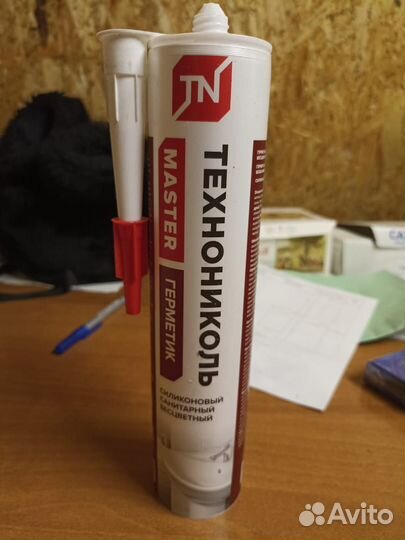 TN
ТЕХНОНИКОЛЬ
MASTER
ГЕРМЕТИК
СИЛИКОНОВЫЙ
САНИТАРНЫЙ
БЕСЦВЕТНЫЙ
Avito